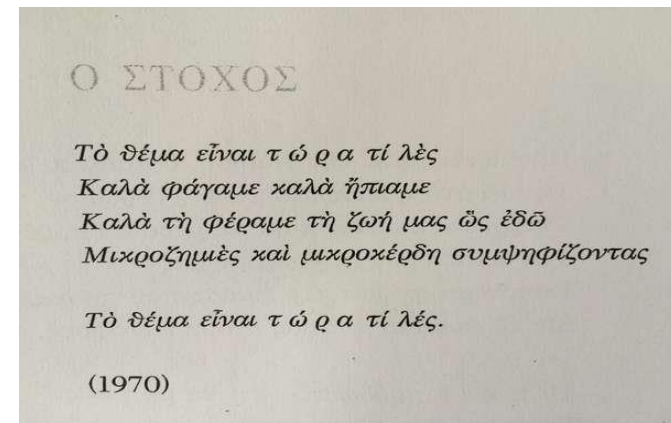 Ο ΣΤΟΧΟΣ
Τὸ θέμα εἶναι τ ώ ρ α τί λὲς
Καλὰ φάγαμε καλὰ ἤπιαμε
Καλὰ τὴ φέραμε τὴ ζωή μας ὣς ἐδῶ
Μικροζημιὲς καὶ μικροκέρδη συμψηφίζοντας
Τὸ θέμα εἶναι τ ώ ρ α τί λές.
(1970)